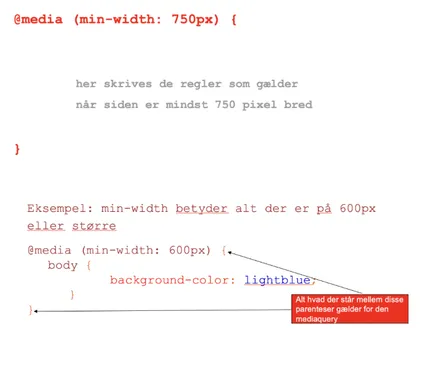 @media (min-width: 750px) {
her skrives de regler som gælder
når siden er mindst 750 pixel bred
}
Eksempel: min-width betyder alt der er på 600px
eller større
@media (min-width: 600px) {
body {
background-color: lightblue;
}
}
Alt hvad der står mellem disse
parenteser gælder for den
mediaquery